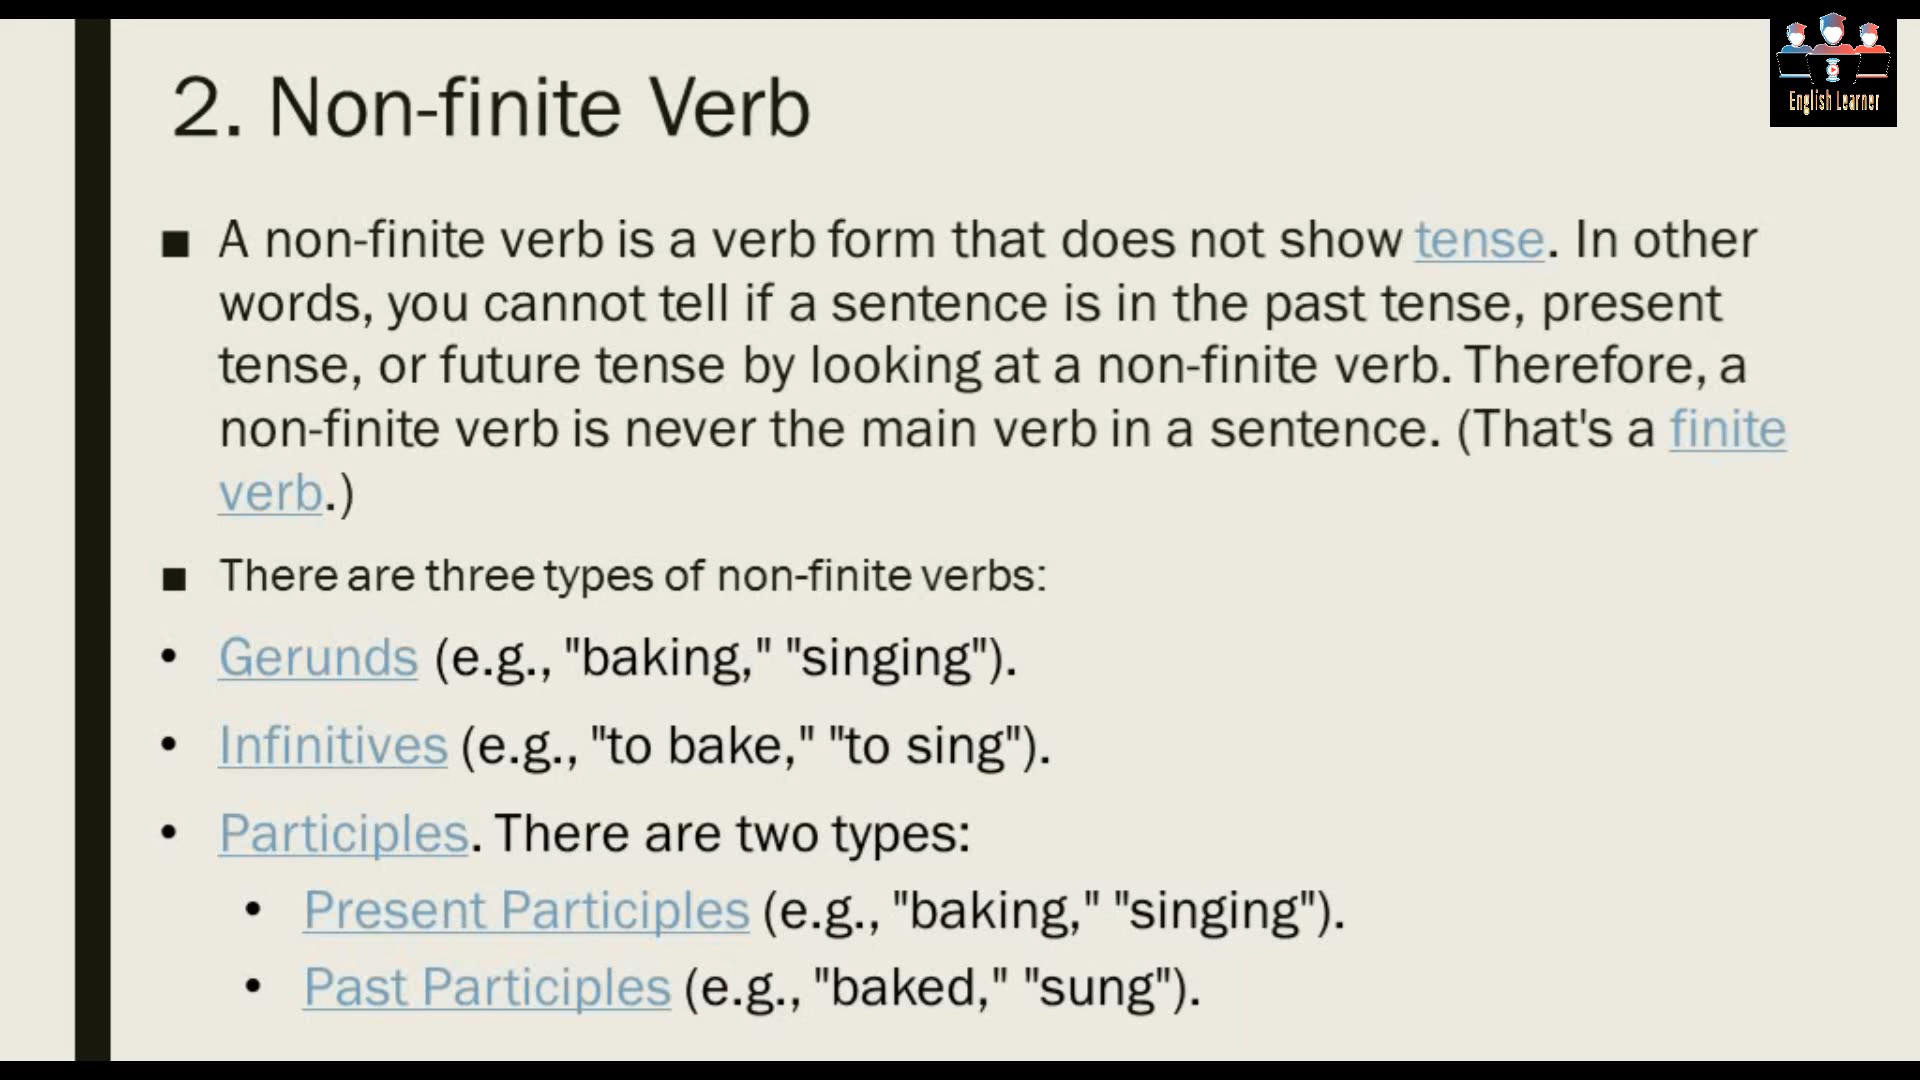 2. Non-finite Verb
English Learner
■ A non-finite verb is a verb form that does not show tense. In other
words, you cannot tell if a sentence is in the past tense, present
tense, or future tense by looking at a non-finite verb. Therefore, a
non-finite verb is never the main verb in a sentence. (That's a finite
verb.)
■ There are three types of non-finite verbs:
• Gerunds (e.g., "baking," "singing").
• Infinitives (e.g., "to bake," "to sing").
• Participles. There are two types:
• Present Participles (e.g., "baking," "singing").
• Past Participles (e.g., "baked," "sung").